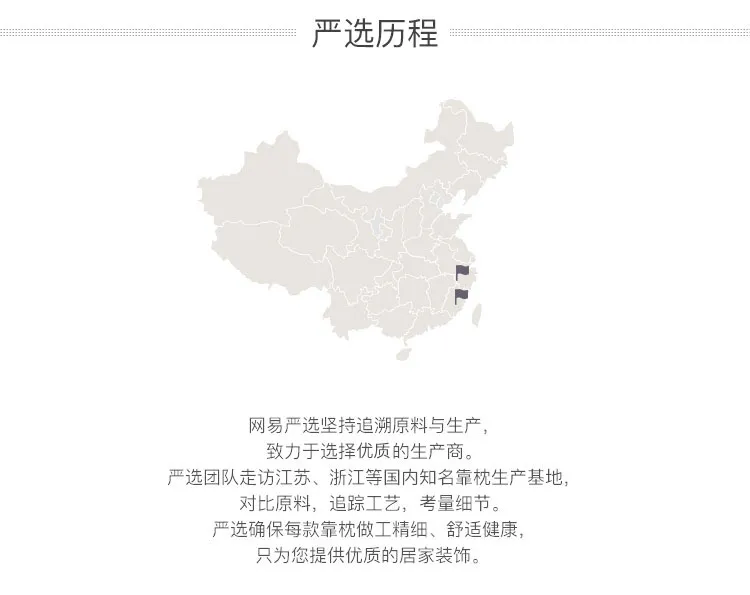 严选历程
网易严选坚持追溯原料与生产，
致力于选择优质的生产商。
严选团队走访江苏、浙江等国内知名靠枕生产基地，
对比原料，追踪工艺，考量细节。
严选确保每款靠枕做工精细、舒适健康，
只为您提供优质的居家装饰。